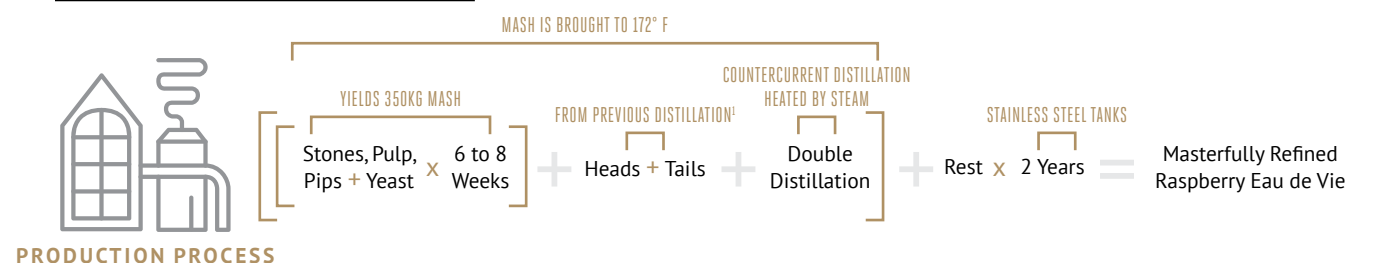 MASH IS BROUGHT TO 172° F
COUNTERCURRENT DISTILLATION
HEATED BY STEAM
YIELDS 350KG MASH
FROM PREVIOUS DISTILLATION¹
STAINLESS STEEL TANKS
Stones, Pulp,
Pips + Yeast
x
6 to 8
Weeks
+
Heads + Tails
+
Double
Distillation
+
Rest x 2 Years
=
Masterfully Refined
Raspberry Eau de Vie
PRODUCTION PROCESS